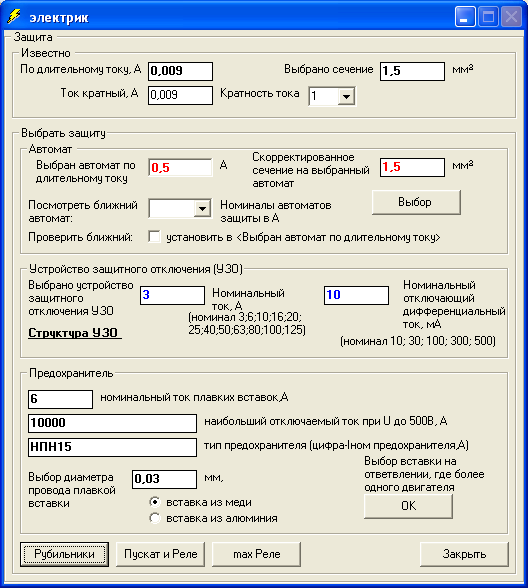 электрик
Защита
Известно
По длительному току, А 0,009 Выбрано сечение 1,5 мм²
Ток кратный, А 0,009 Кратность тока 1
Выбрать защиту
Автомат
Выбран автомат по длительному току 0,5 А Скорректированное сечение на выбранный автомат 1,5 мм²
Посмотреть ближний автомат: Номиналы автоматов защиты в А Выбор
Проверить ближний: установить в <Выбран автомат по длительному току>
Устройство защитного отключения (УЗО)
Выбрано устройство защитного отключения УЗО 3 Номинальный ток, А 10 Номинальный отключающий дифференциальный ток, мА
(номинал 3;6;10;16;20;
25;40;50;63;80;100;125)
Структура УЗО (номинал 10; 30; 100; 300; 500)
Предохранитель
6 номинальный ток плавких вставок,А
10000 наибольший отключаемый ток при U до 500В, А
НПН15 тип предохранителя (цифра-Iном предохранителя,А)
Выбор диаметра провода плавкой вставки 0,03 мм, Выбор вставки на ответвлении, где более одного двигателя
вставка из меди OK
вставка из алюминия
Рубильники Пускат и Реле max Реле Закрыть